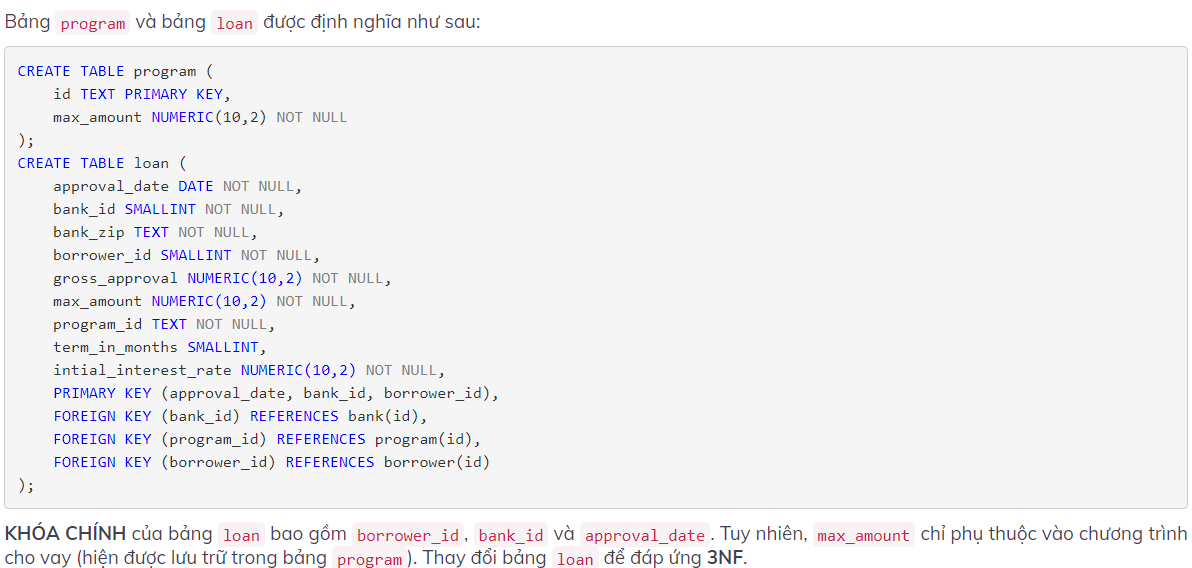 Bảng program và bảng loan được định nghĩa như sau:
CREATE TABLE program (
    id TEXT PRIMARY KEY,
    max_amount NUMERIC(10,2) NOT NULL
);
CREATE TABLE loan (
    approval_date DATE NOT NULL,
    bank_id SMALLINT NOT NULL,
    bank_zip TEXT NOT NULL,
    borrower_id SMALLINT NOT NULL,
    gross_approval NUMERIC(10,2) NOT NULL,
    max_amount NUMERIC(10,2) NOT NULL,
    program_id TEXT NOT NULL,
    term_in_months SMALLINT,
    intial_interest_rate NUMERIC(10,2) NOT NULL,
    PRIMARY KEY (approval_date, bank_id, borrower_id),
    FOREIGN KEY (bank_id) REFERENCES bank(id),
    FOREIGN KEY (program_id) REFERENCES program(id),
    FOREIGN KEY (borrower_id) REFERENCES borrower(id)
);
KHÓA CHÍNH của bảng loan bao gồm borrower_id, bank_id và approval_date. Tuy nhiên, max_amount chỉ phụ thuộc vào chương trình
cho vay (hiện được lưu trữ trong bảng program). Thay đổi bảng loan để đáp ứng 3NF.